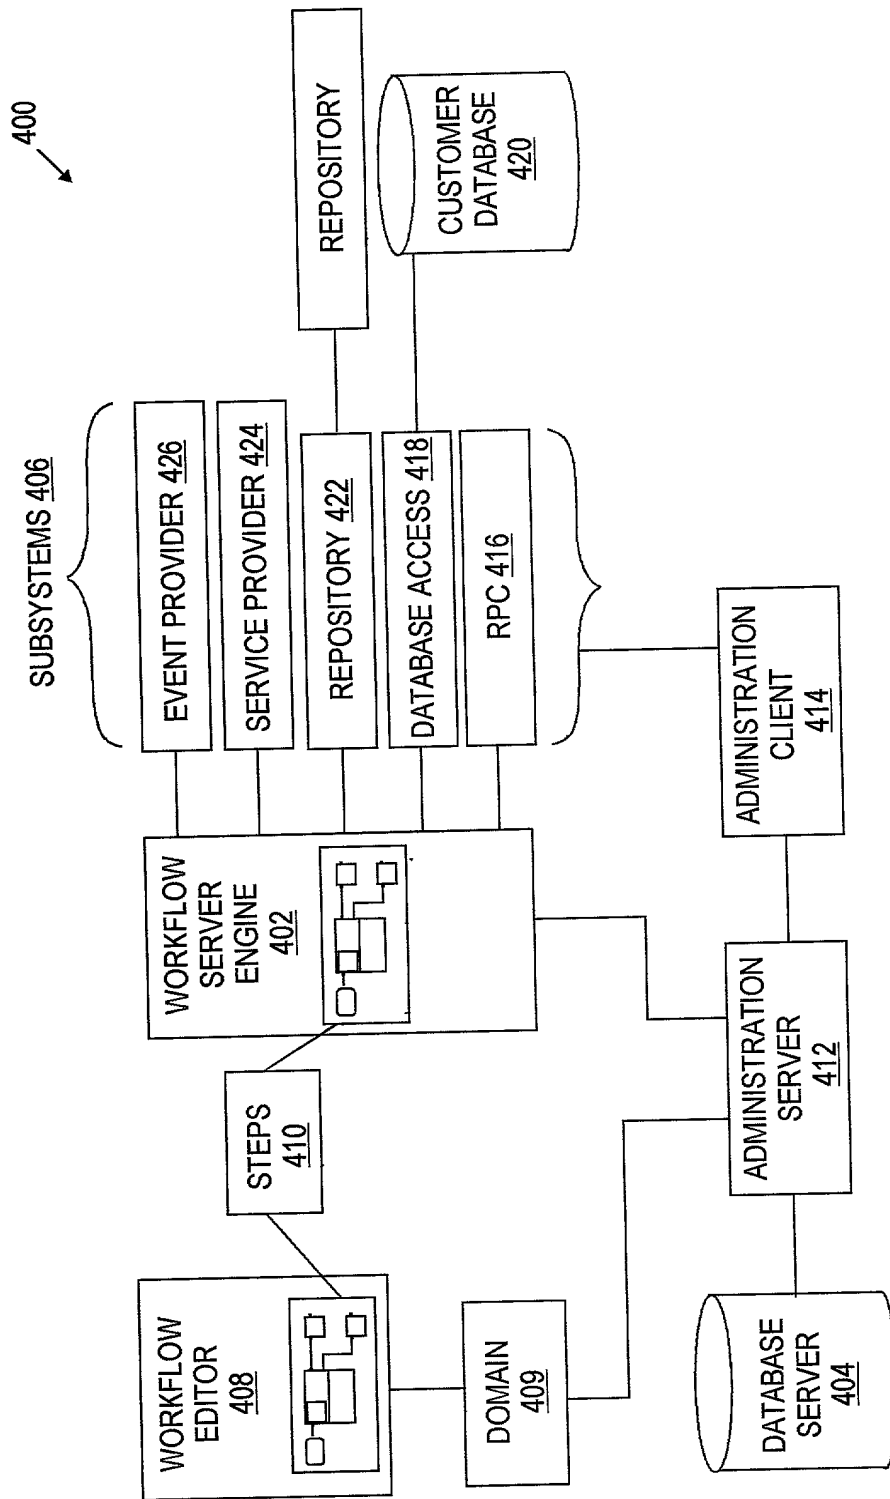 400
SUBSYSTEMS 406
WORKFLOW
EDITOR
408
STEPS
410
WORKFLOW
SERVER
ENGINE
402
EVENT PROVIDER 426
SERVICE PROVIDER 424
REPOSITORY 422
DATABASE ACCESS 418
RPC 416
REPOSITORY
CUSTOMER
DATABASE
420
DOMAIN
409
DATABASE
SERVER
404
ADMINISTRATION
SERVER
412
ADMINISTRATION
CLIENT
414